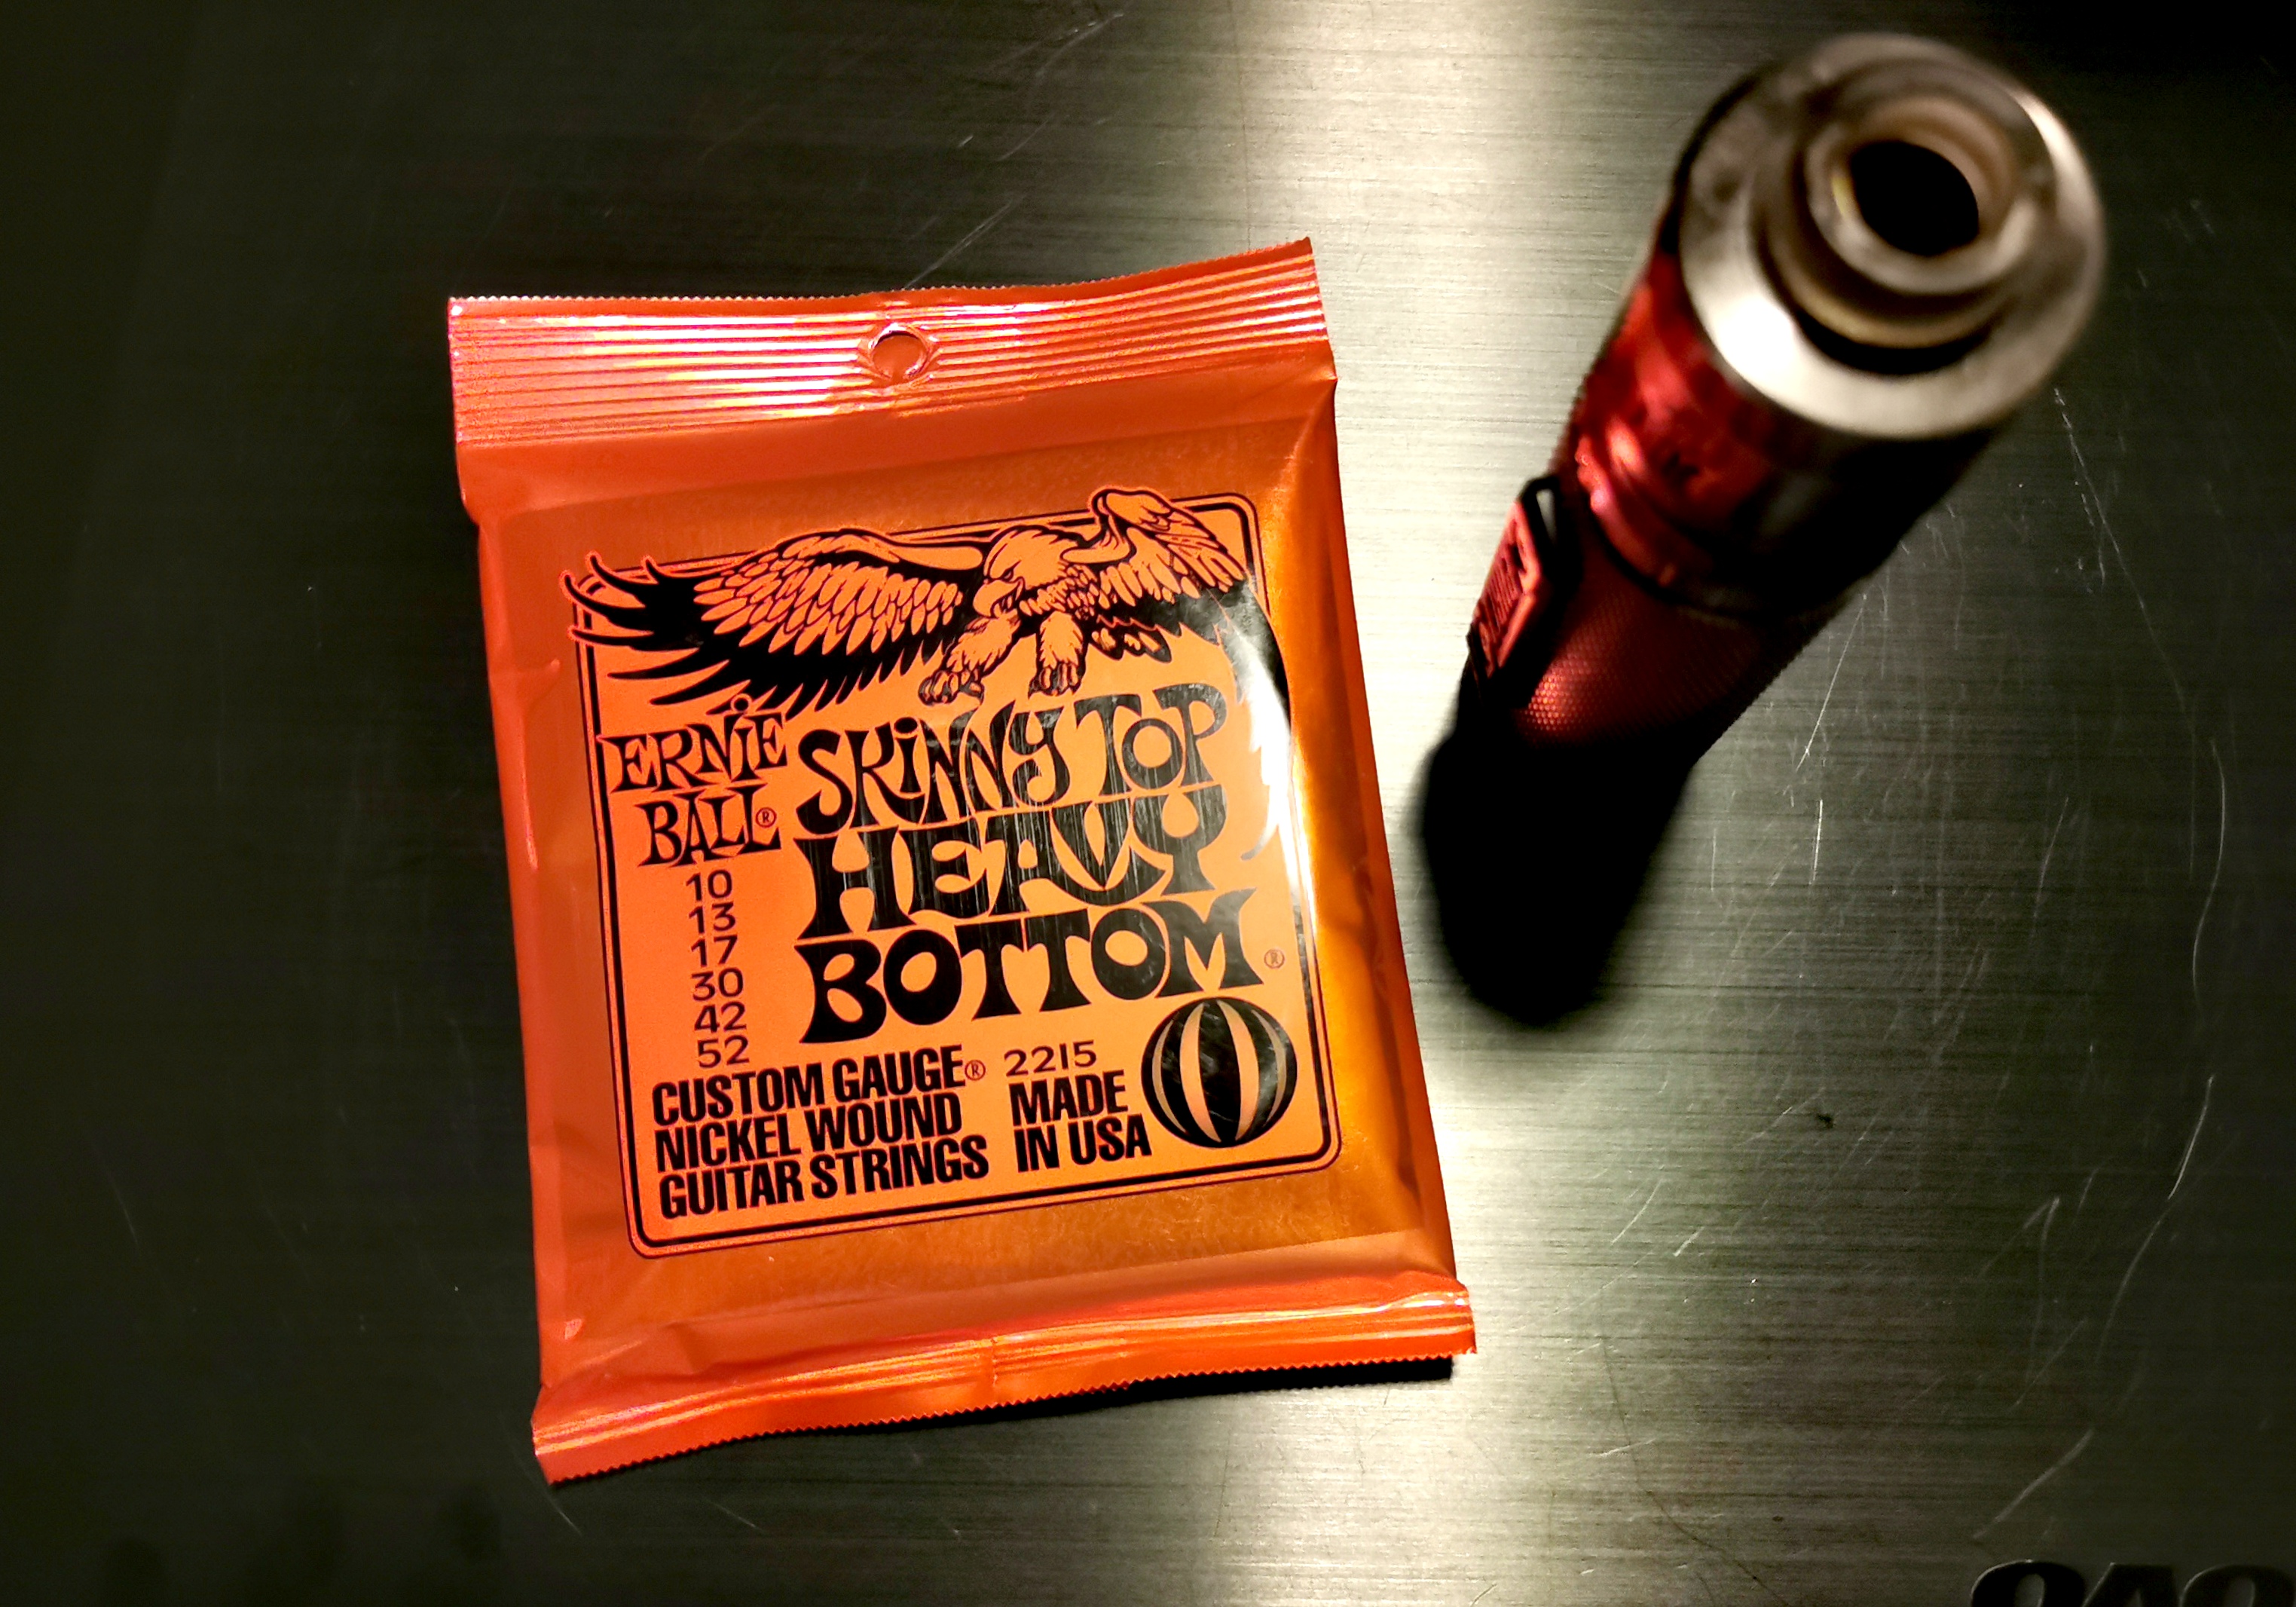 ERNiE
BALL®
SKiNNY TOP
HEAVY
BOTTOM®
10
13
17
30
42
52
CUSTOM GAUGE®
NICKEL WOUND
GUITAR STRINGS
2215
MADE
IN USA